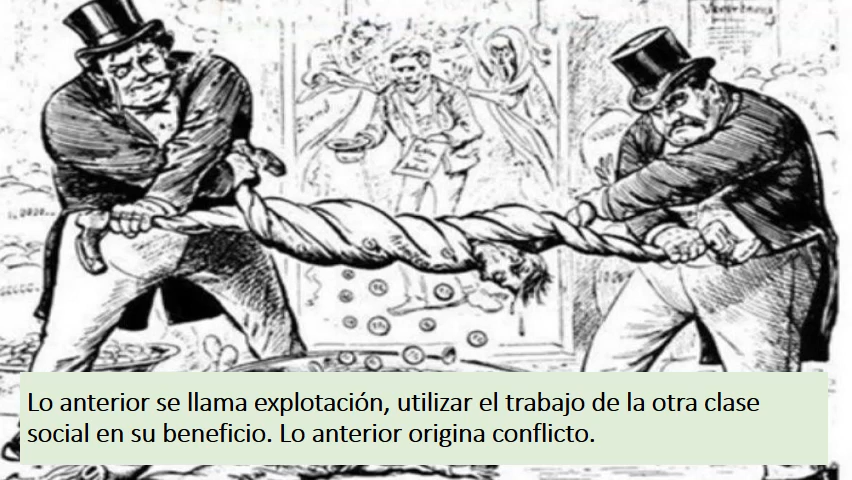 Lo anterior se llama explotación, utilizar el trabajo de la otra clase
social en su beneficio. Lo anterior origina conflicto.